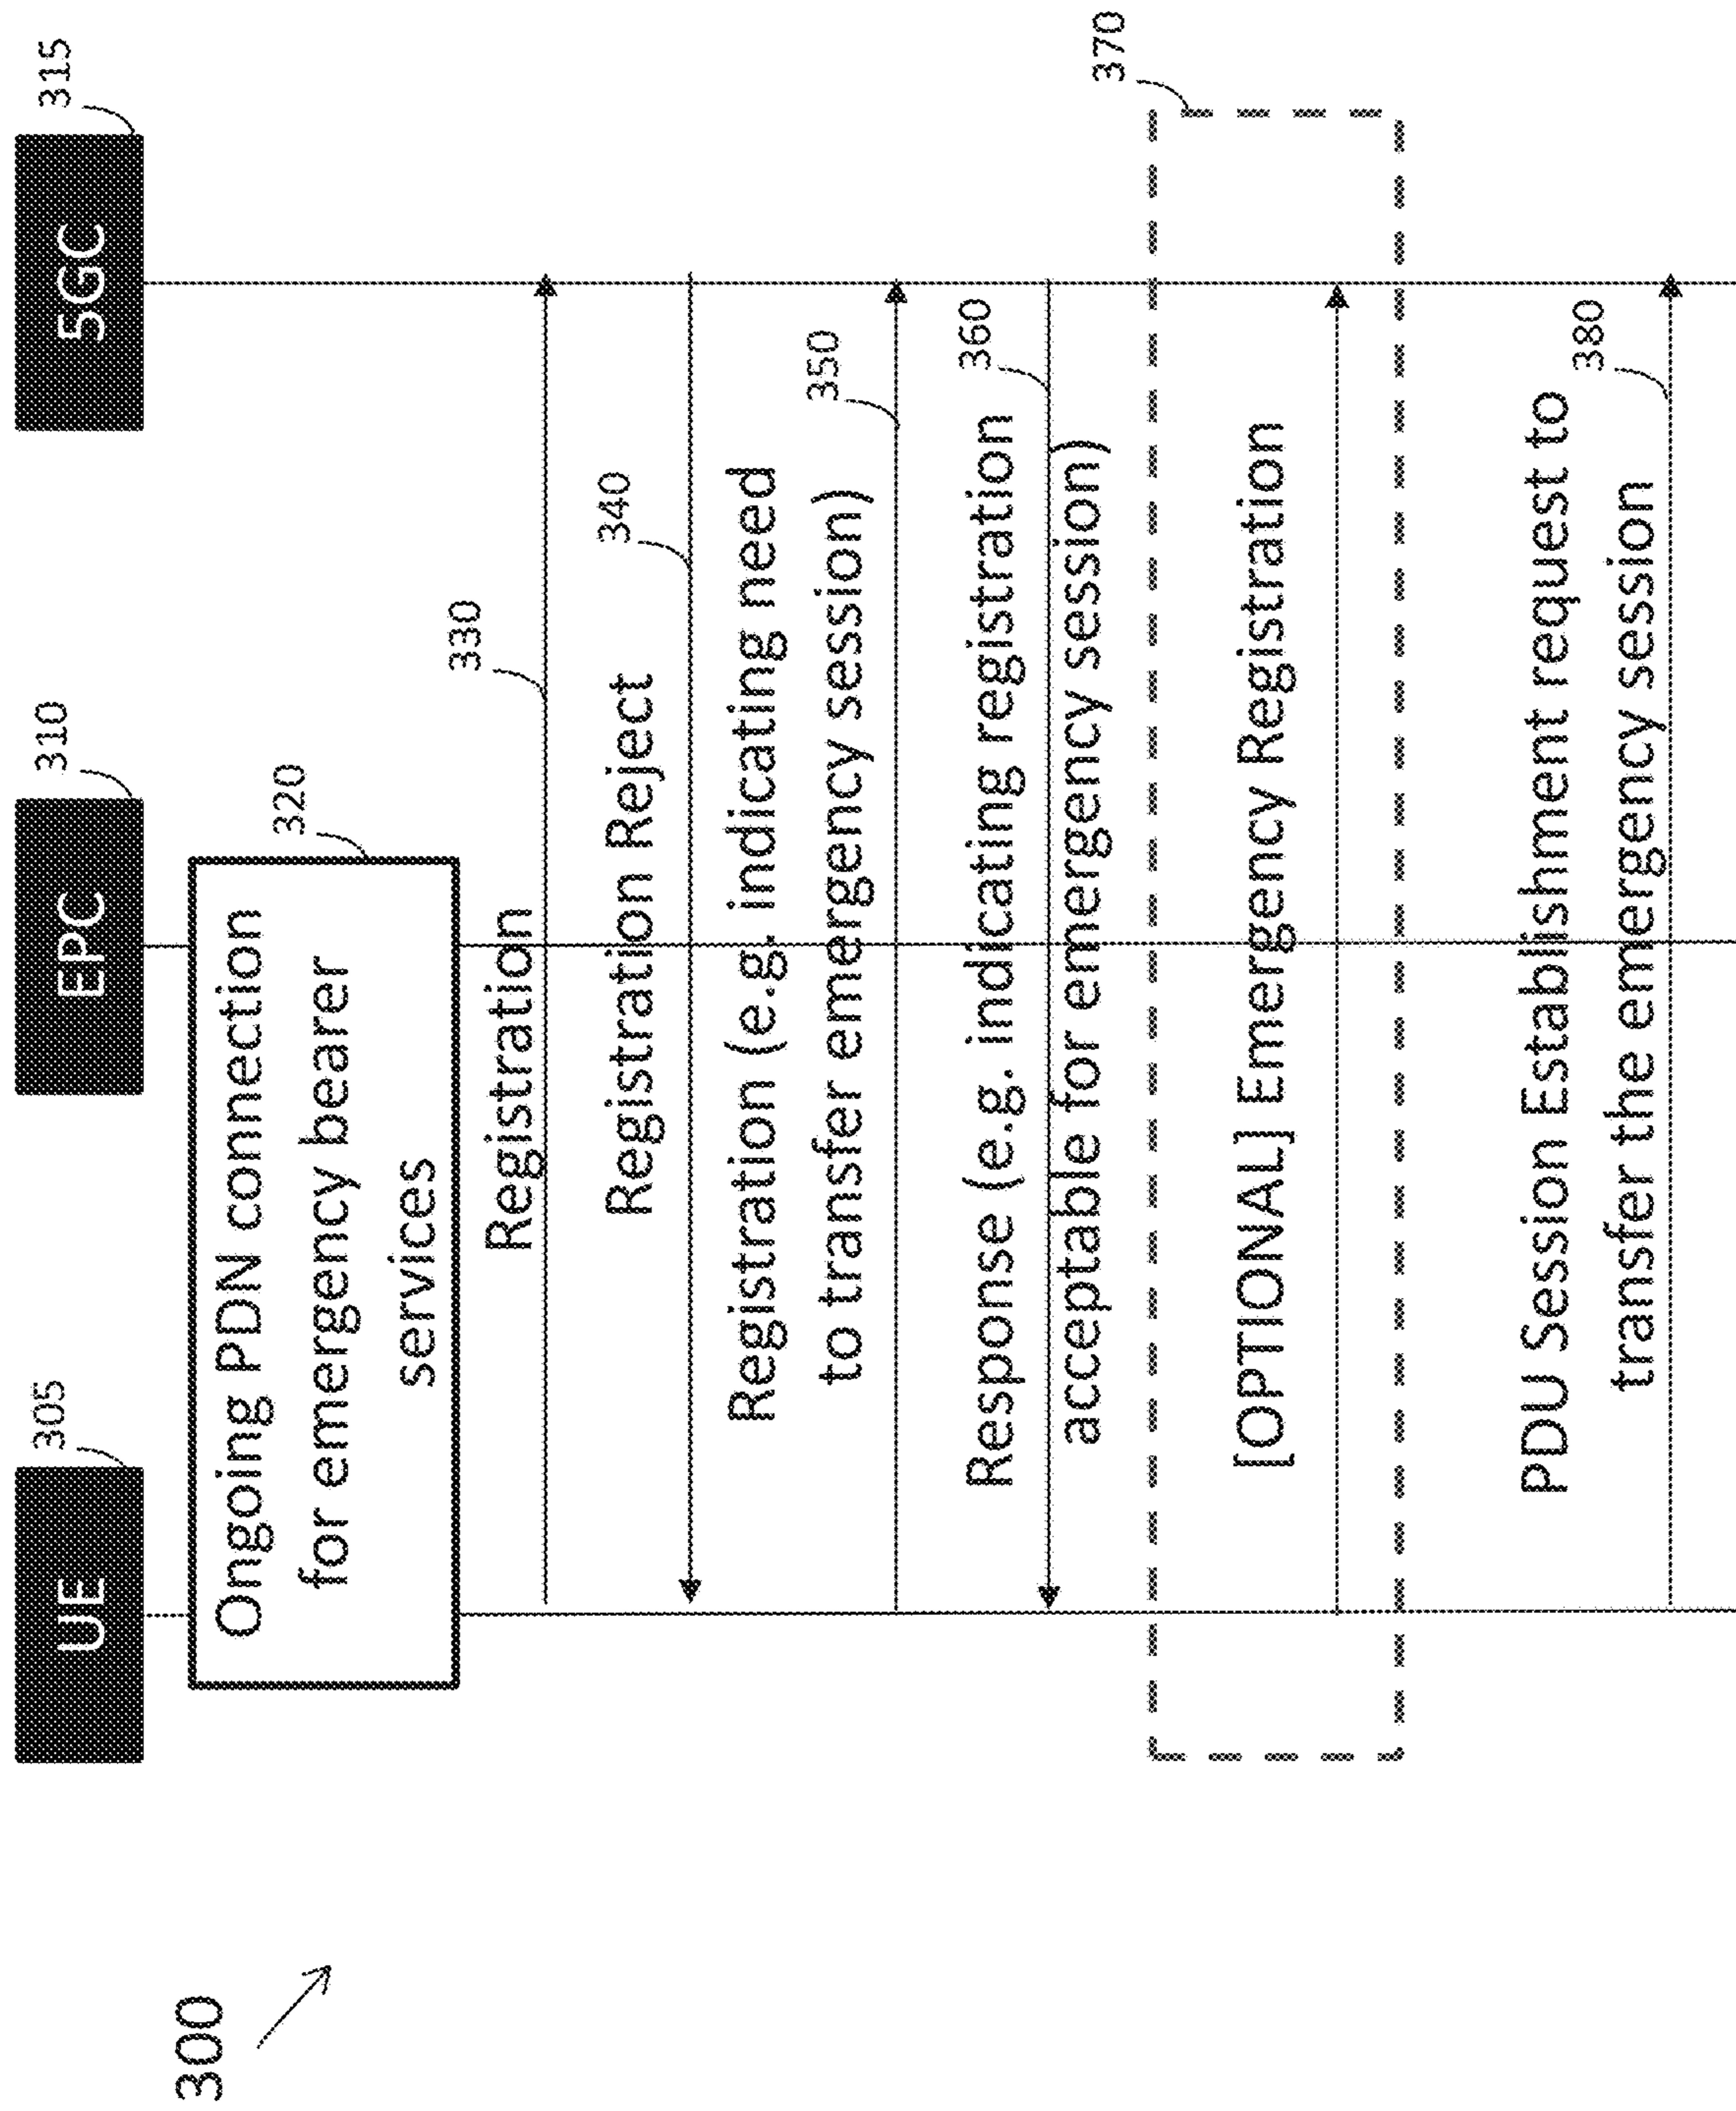 300
UE
305
EPC
310
5GC
315
Ongoing PDN connection
for emergency bearer
services
320
Registration
330
Registration Reject
340
Registration (e.g. indicating need
to transfer emergency session)
350
Response (e.g. indicating registration
acceptable for emergency session)
360
370
[OPTIONAL] Emergency Registration
PDU Session Establishment request to
transfer the emergency session
380